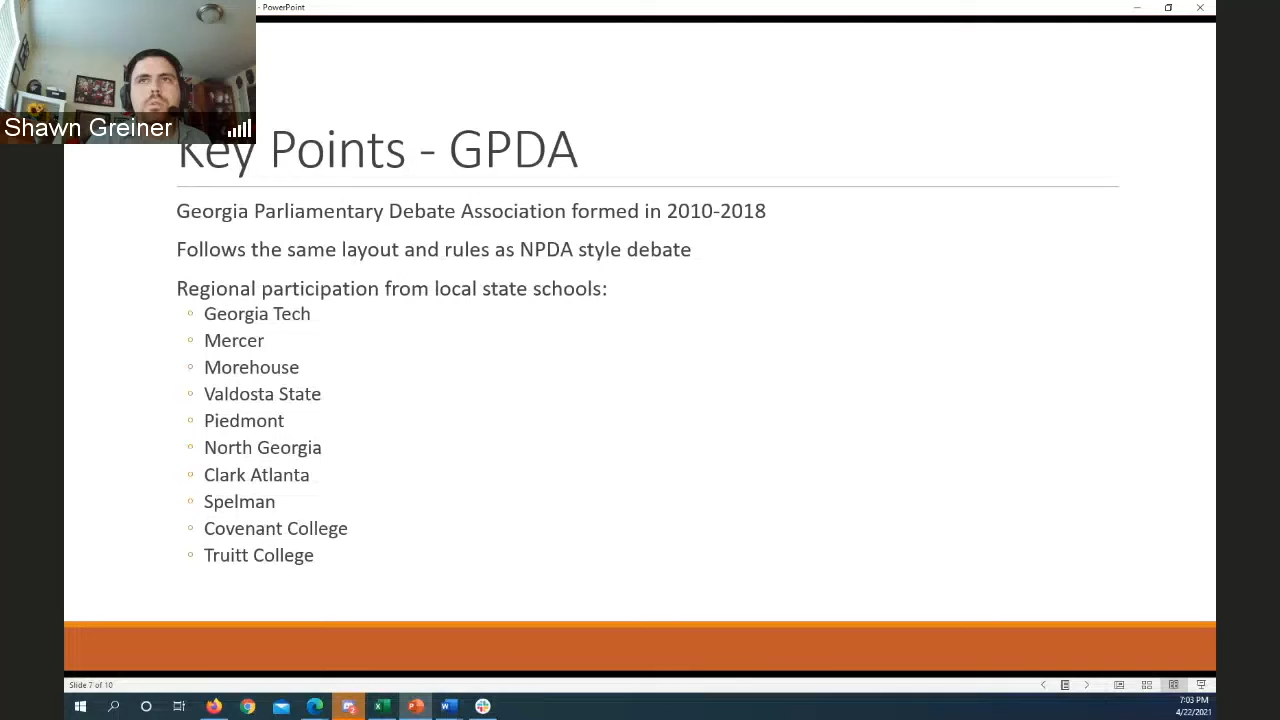 - PowerPoint
Shawn Greiner
Key Points - GPDA
Georgia Parliamentary Debate Association formed in 2010-2018
Follows the same layout and rules as NPDA style debate
Regional participation from local state schools:
Georgia Tech
Mercer
Morehouse
Valdosta State
Piedmont
North Georgia
Clark Atlanta
Spelman
Covenant College
Truitt College
Slide 7 of 10
7:03 PM
4/22/2021